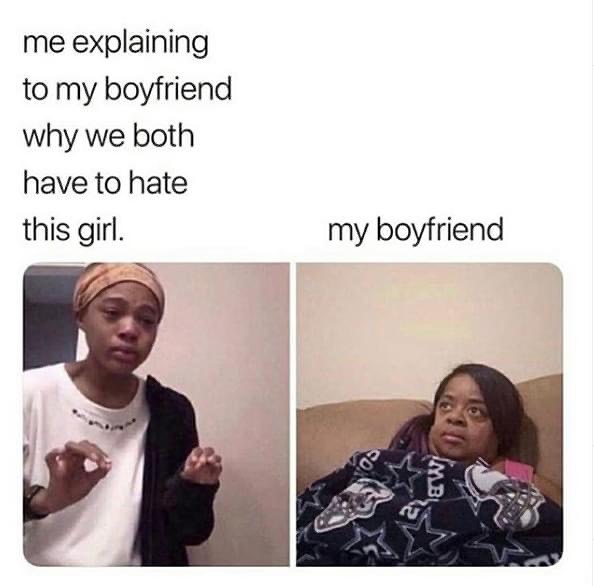 me explaining
to my boyfriend
why we both
have to hate
this girl.
my boyfriend